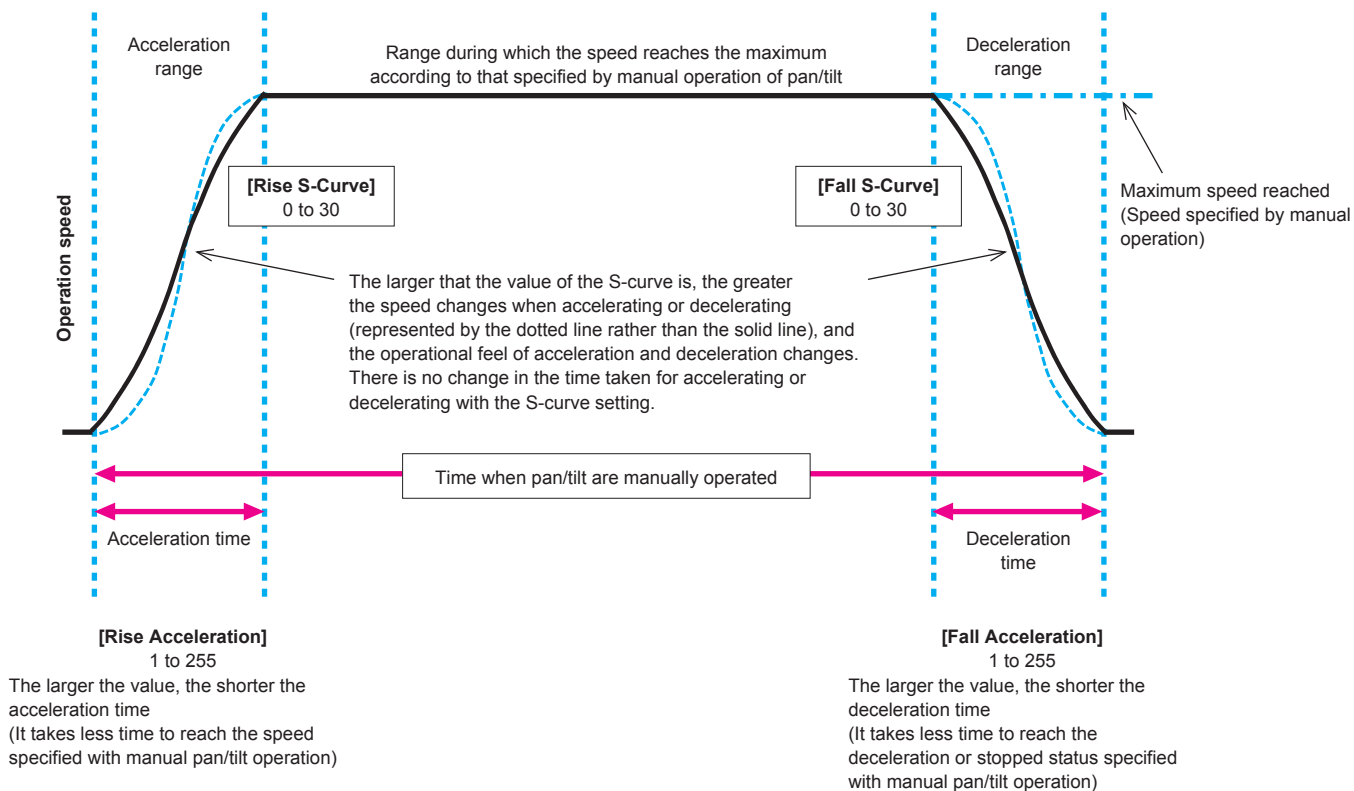 Acceleration
range
Range during which the speed reaches the maximum
according to that specified by manual operation of pan/tilt
Deceleration
range
Operation speed
[Rise S-Curve]
0 to 30
[Fall S-Curve]
0 to 30
Maximum speed reached
(Speed specified by manual
operation)
The larger that the value of the S-curve is, the greater
the speed changes when accelerating or decelerating
(represented by the dotted line rather than the solid line), and
the operational feel of acceleration and deceleration changes.
There is no change in the time taken for accelerating or
decelerating with the S-curve setting.
Time when pan/tilt are manually operated
Acceleration time
Deceleration
time
[Rise Acceleration]
1 to 255
The larger the value, the shorter the
acceleration time
(It takes less time to reach the speed
specified with manual pan/tilt operation)
[Fall Acceleration]
1 to 255
The larger the value, the shorter the
deceleration time
(It takes less time to reach the
deceleration or stopped status specified
with manual pan/tilt operation)